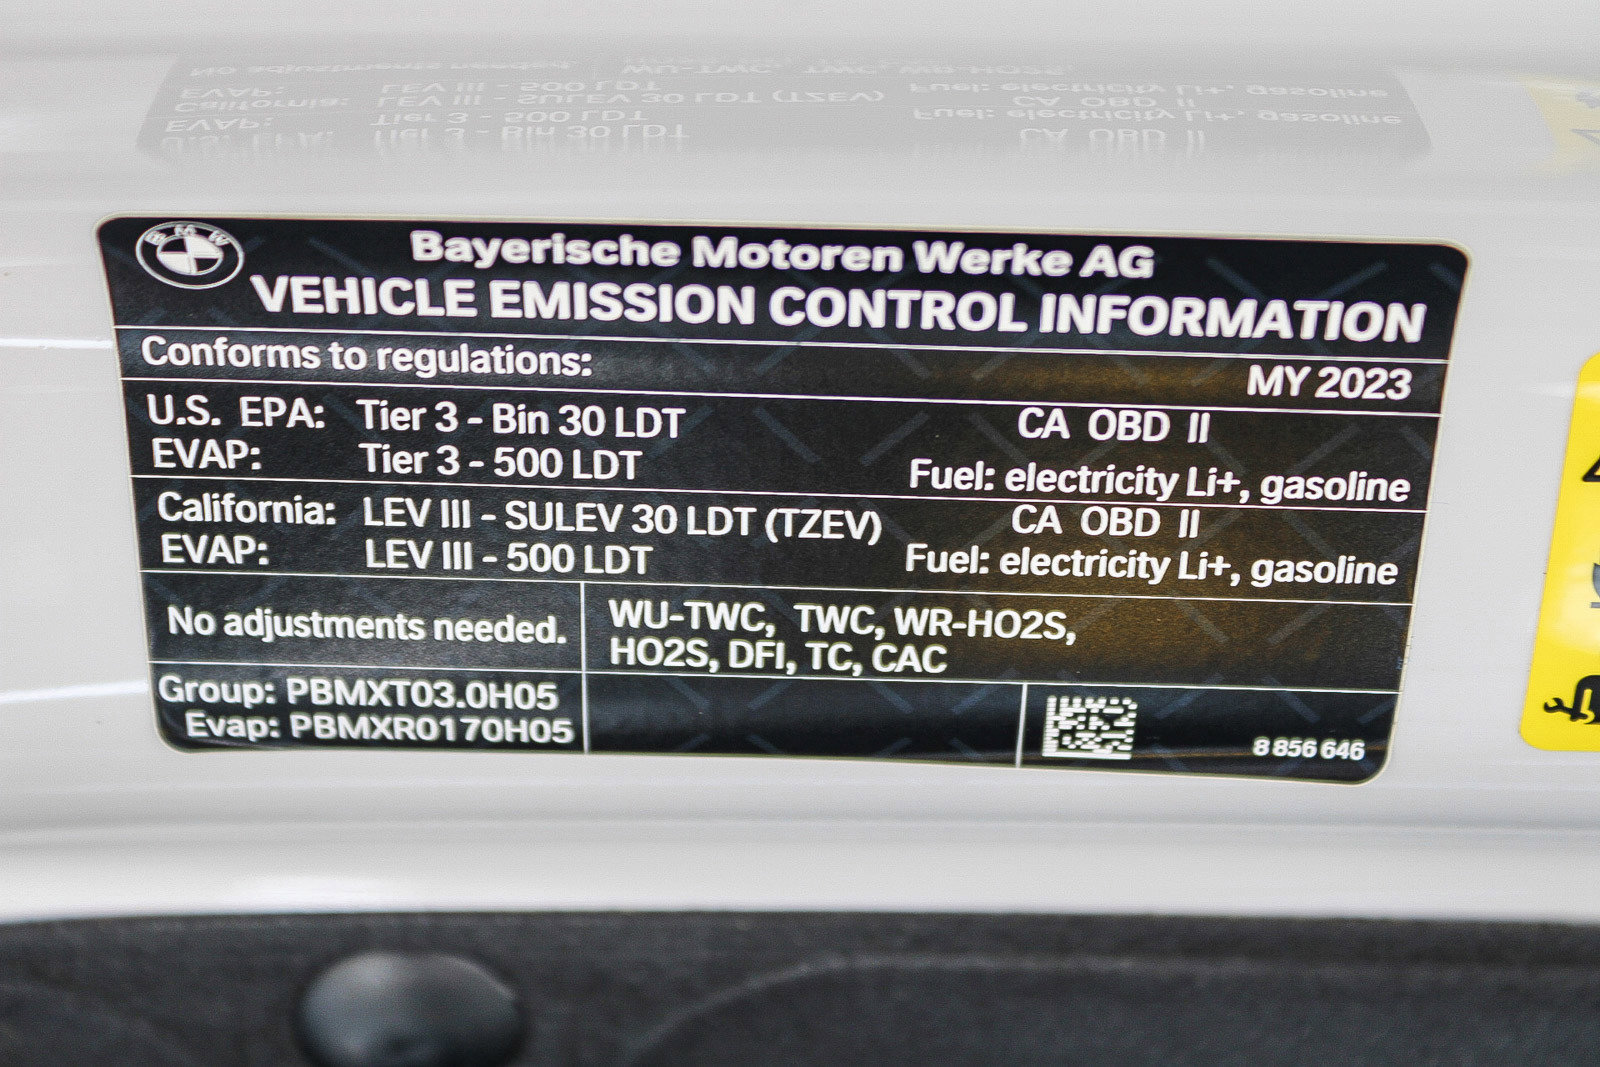 BMW
Bayerische Motoren Werke AG
VEHICLE EMISSION CONTROL INFORMATION
Conforms to regulations:
MY 2023
U.S. EPA: Tier 3 - Bin 30 LDT CA OBD II
EVAP: Tier 3 - 500 LDT Fuel: electricity Li+, gasoline
California: LEV III - SULEV 30 LDT (TZEV) CA OBD II
EVAP: LEV III - 500 LDT Fuel: electricity Li+, gasoline
No adjustments needed.
WU-TWC, TWC, WR-HO2S,
HO2S, DFI, TC, CAC
Group: PBMXT03.0H05
Evap: PBMXR0170H05
8 856 646